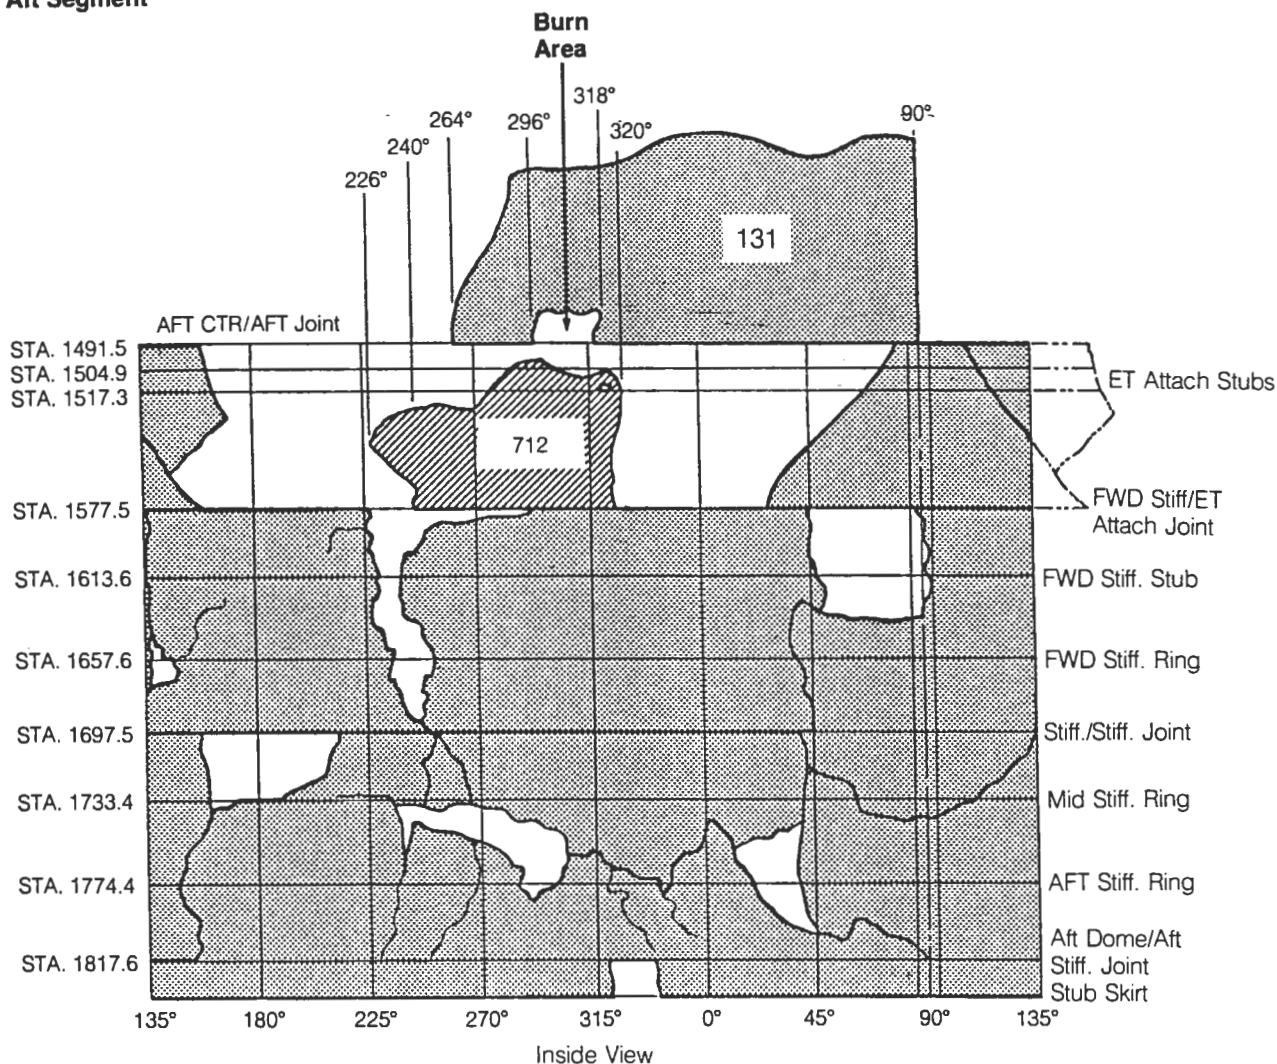 Aft Segment
Burn
Area
318°
264°
296°
90°
320°
240°
226°
131
AFT CTR/AFT Joint
STA. 1491.5
STA. 1504.9
ET Attach Stubs
STA. 1517.3
712
STA. 1577.5
FWD Stiff/ET
Attach Joint
STA. 1613.6
FWD Stiff. Stub
STA. 1657.6
FWD Stiff. Ring
STA. 1697.5
Stiff./Stiff. Joint
STA. 1733.4
Mid Stiff. Ring
STA. 1774.4
AFT Stiff. Ring
Aft Dome/Aft
STA. 1817.6
Stiff. Joint
Stub Skirt
135° 180° 225° 270° 315° 0° 45° 90° 135°
Inside View